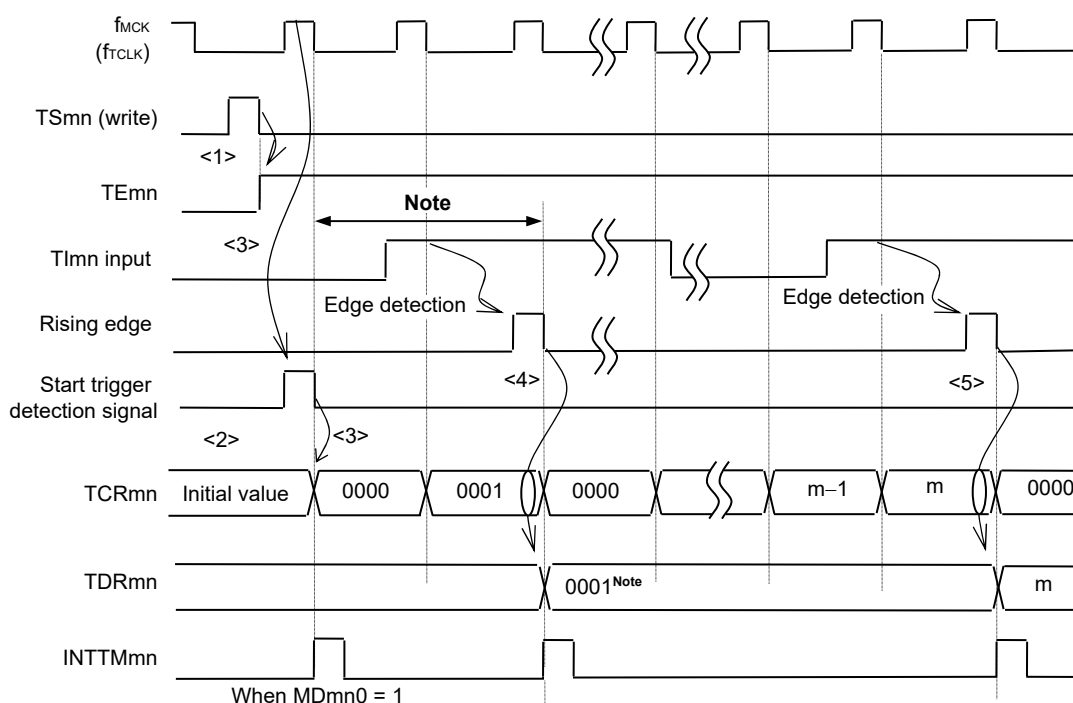 fMCK
(fTCLK)
TSmn (write)
<1>
TEmn
Note
<3>
TImn input
Edge detection
Edge detection
Rising edge
<4>
<5>
Start trigger
detection signal
<2>
<3>
TCRmn
Initial value
0000
0001
0000
m−1
m
0000
TDRmn
0001Note
m
INTTMmn
When MDmn0 = 1